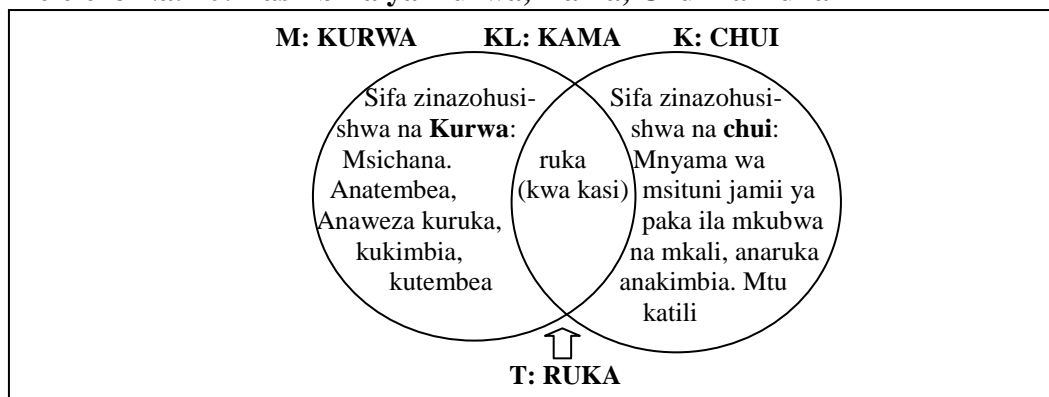 M: KURWA KL: KAMA K: CHUI
Sifa zinazohusi-
shwa na Kurwa:
Msichana.
Anatembea,
Anaweza kuruka,
kukimbia,
kutembea
ruka
(kwa kasi)
Sifa zinazohusi-
shwa na chui:
Mnyama wa
msituni jamii ya
paka ila mkubwa
na mkali, anaruka
anakimbia. Mtu
katili
T: RUKA